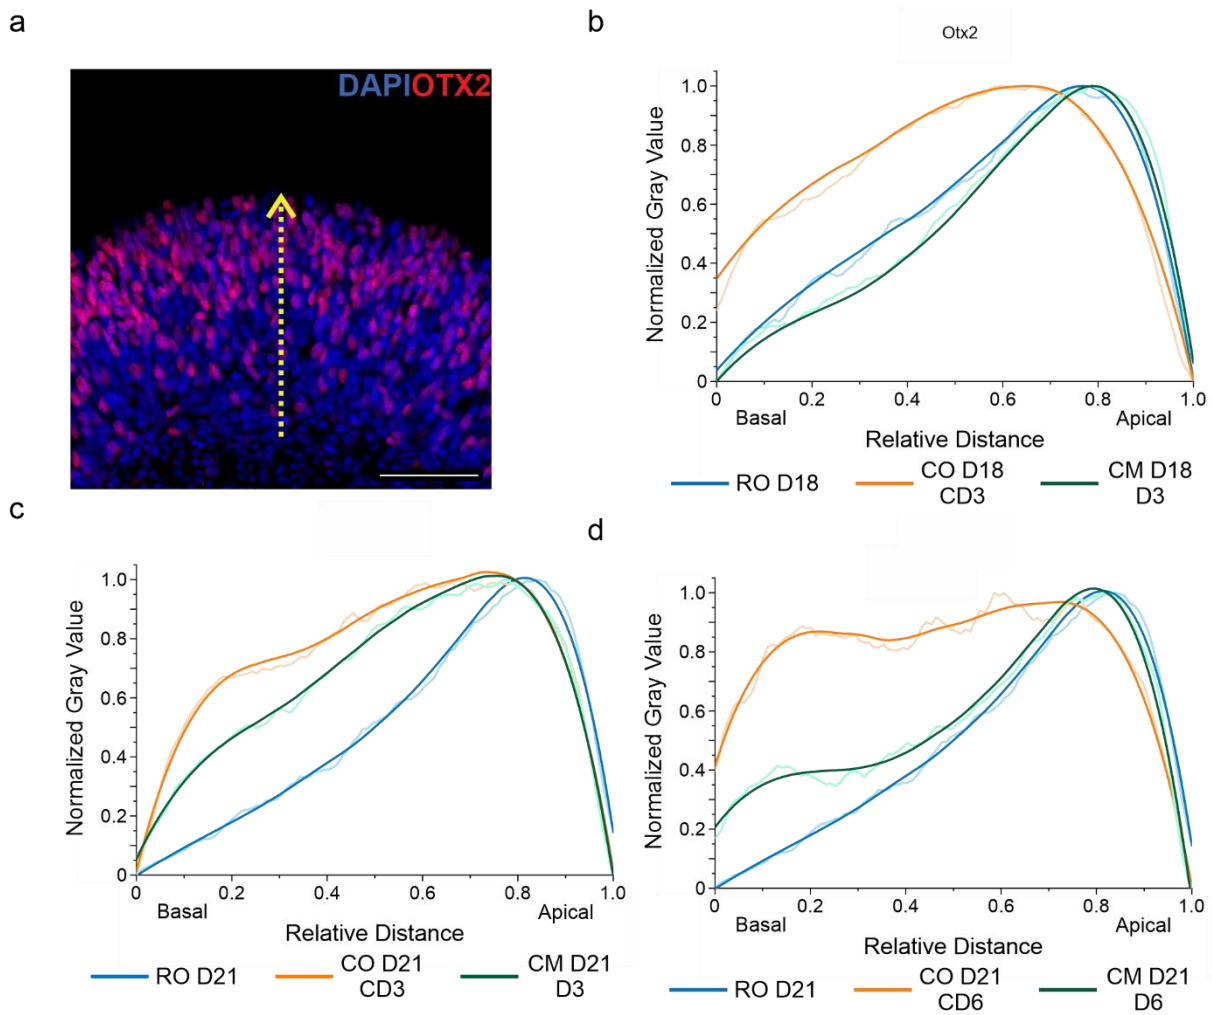 a
DAPIOTX2
b
Otx2
Normalized Gray Value
1.0
0.8
0.6
0.4
0.2
0
0.2
0.4
0.6
0.8
1.0
Basal
Apical
Relative Distance
RO D18
CO D18
CD3
CM D18
D3
c
Normalized Gray Value
1.0
0.8
0.6
0.4
0.2
0
0
0.2
0.4
0.6
0.8
1.0
Basal
Apical
Relative Distance
RO D21
CO D21
CD3
CM D21
D3
d
Normalized Gray Value
1.0
0.8
0.6
0.4
0.2
0
0
0.2
0.4
0.6
0.8
1.0
Basal
Apical
Relative Distance
RO D21
CO D21
CD6
CM D21
D6